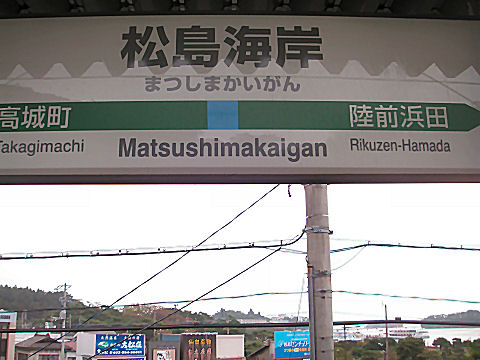 松島海岸
まつしまかいがん
高城町 陸前浜田
Takagimachi Matsushimakaigan Rikuzen-Hamada